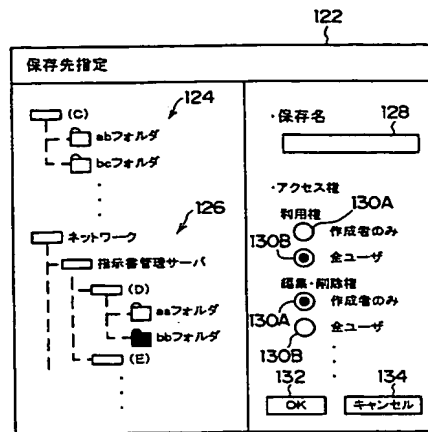 122
保存先指定
124
(C)
abフォルダ
bcフォルダ
126
ネットワーク
指示書管理サーバ
(D)
aaフォルダ
bbフォルダ
(E)
・保存名
128
・アクセス権
利用権
130A
作成者のみ
130B
全ユーザ
編集・削除権
130A
作成者のみ
130B
全ユーザ
132
134
OK
キャンセル